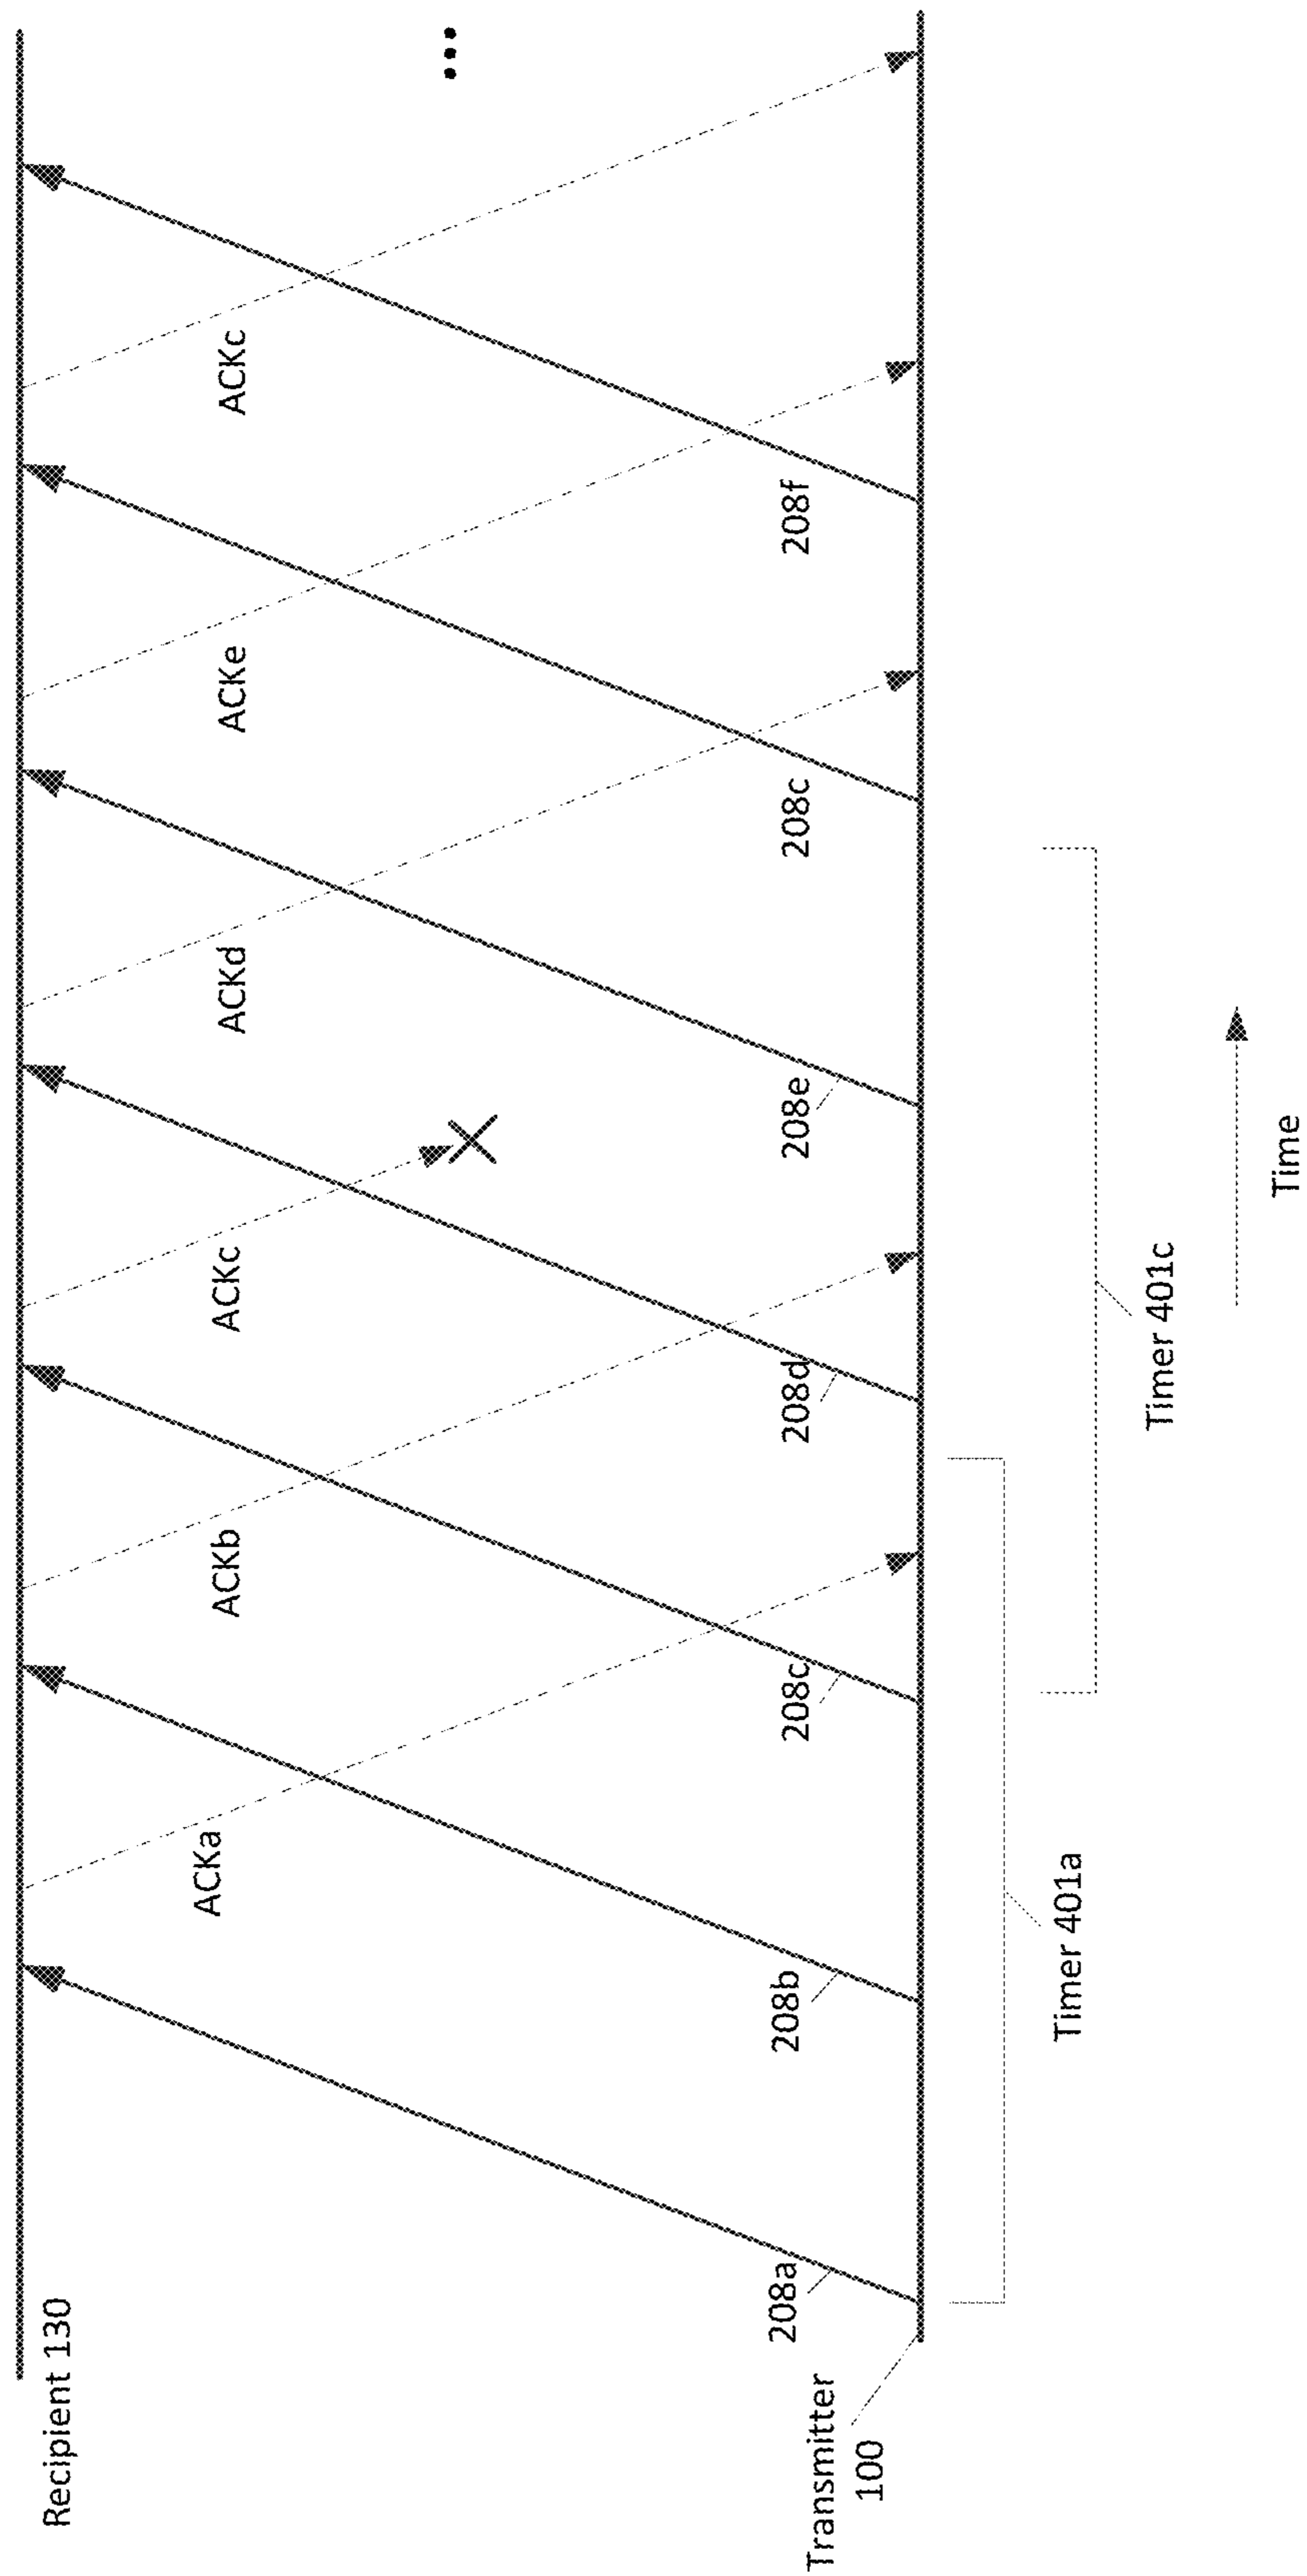 Recipient 130
ACKa
ACKb
ACKc
ACKd
ACKe
ACKc
•••
208a
208b
208c
208d
208e
208c
208f
Transmitter
100
Timer 401a
Timer 401c
Time